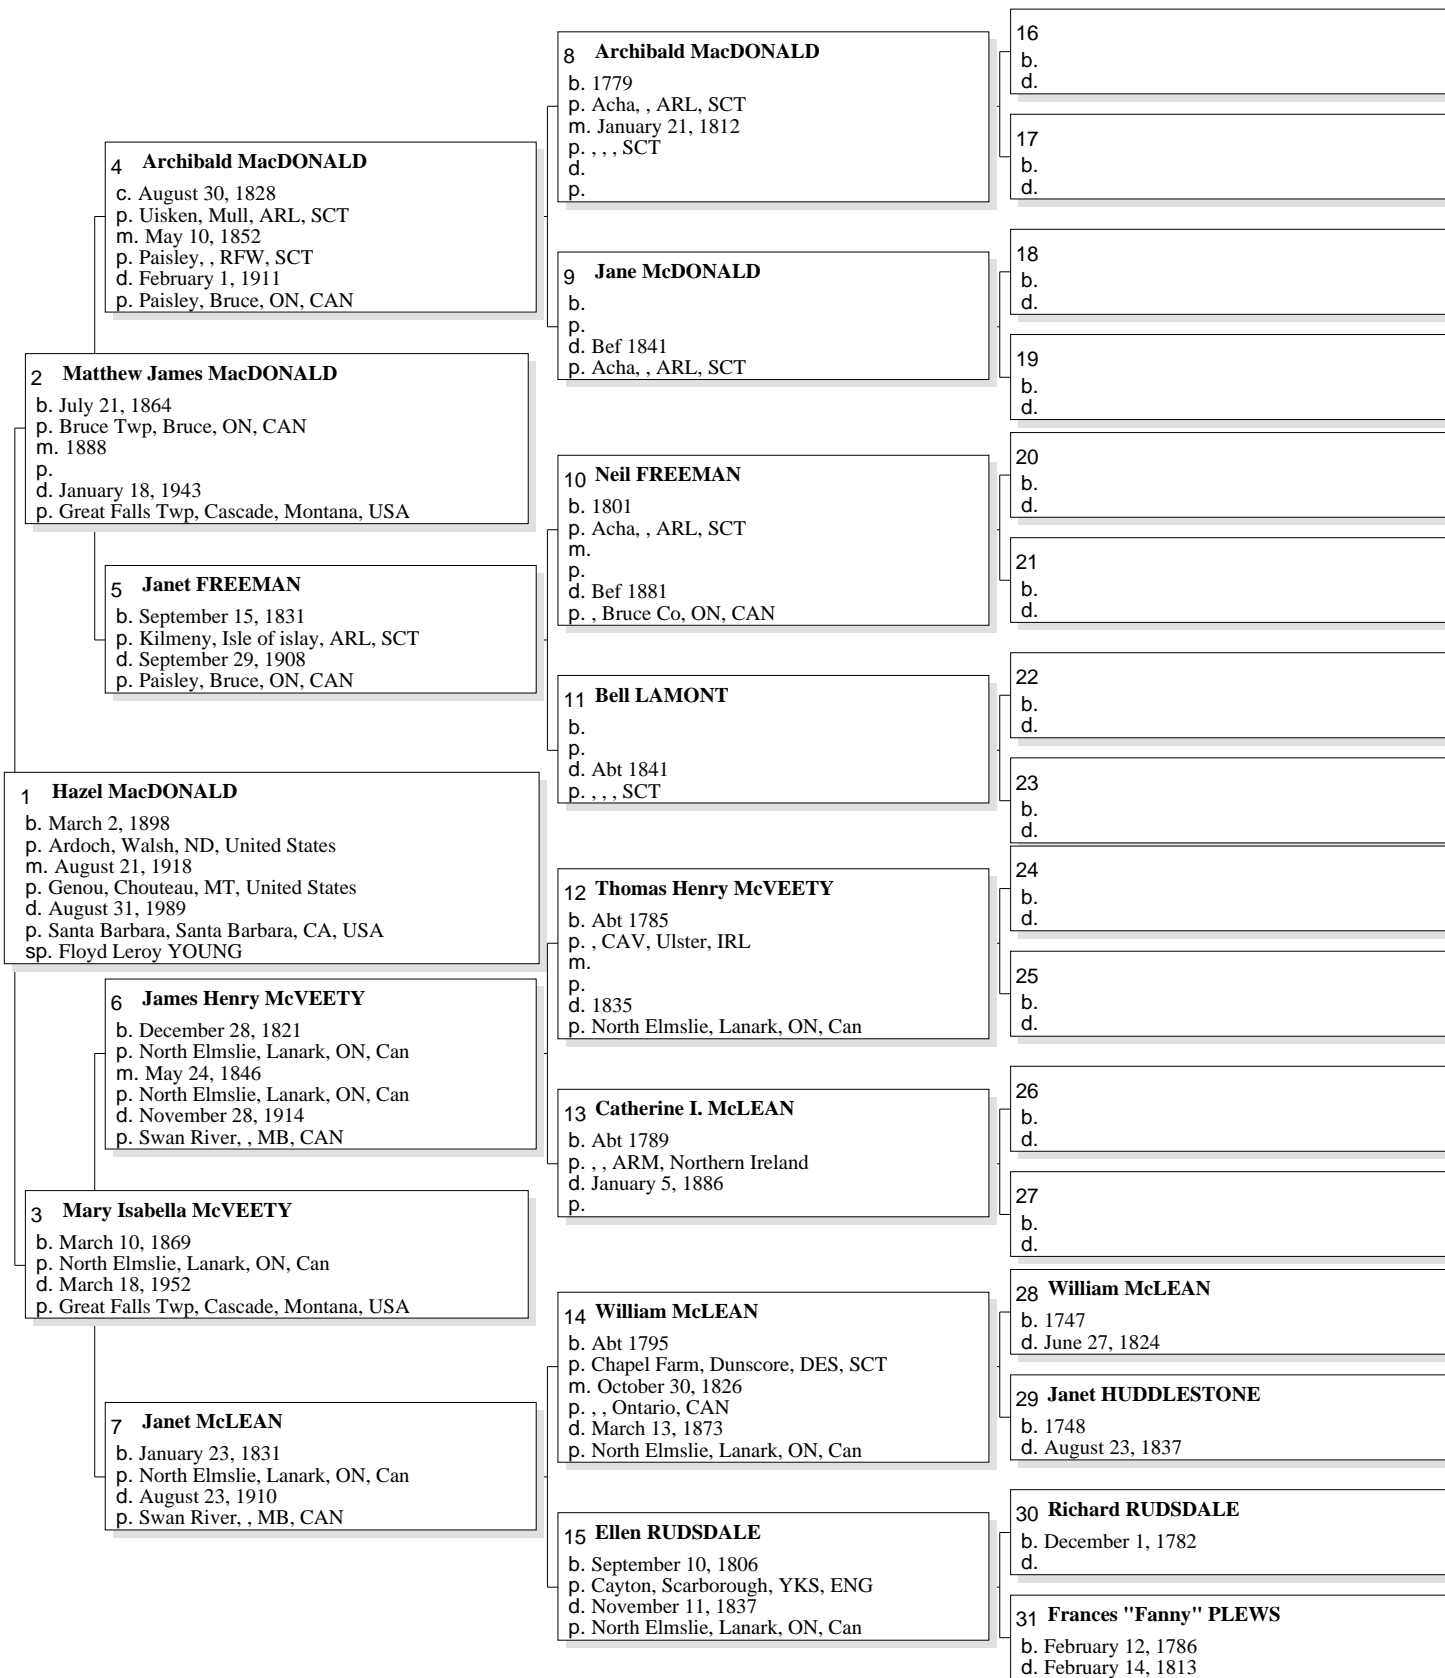 1 Hazel MacDONALD
b. March 2, 1898
p. Ardoch, Walsh, ND, United States
m. August 21, 1918
p. Genou, Chouteau, MT, United States
d. August 31, 1989
p. Santa Barbara, Santa Barbara, CA, USA
sp. Floyd Leroy YOUNG
2 Matthew James MacDONALD
b. July 21, 1864
p. Bruce Twp, Bruce, ON, CAN
m. 1888
p.
d. January 18, 1943
p. Great Falls Twp, Cascade, Montana, USA
3 Mary Isabella McVEETY
b. March 10, 1869
p. North Elmslie, Lanark, ON, Can
d. March 18, 1952
p. Great Falls Twp, Cascade, Montana, USA
4 Archibald MacDONALD
c. August 30, 1828
p. Uisken, Mull, ARL, SCT
m. May 10, 1852
p. Paisley, , RFW, SCT
d. February 1, 1911
p. Paisley, Bruce, ON, CAN
5 Janet FREEMAN
b. September 15, 1831
p. Kilmeny, Isle of islay, ARL, SCT
d. September 29, 1908
p. Paisley, Bruce, ON, CAN
6 James Henry McVEETY
b. December 28, 1821
p. North Elmslie, Lanark, ON, Can
m. May 24, 1846
p. North Elmslie, Lanark, ON, Can
d. November 28, 1914
p. Swan River, , MB, CAN
7 Janet McLEAN
b. January 23, 1831
p. North Elmslie, Lanark, ON, Can
d. August 23, 1910
p. Swan River, , MB, CAN
8 Archibald MacDONALD
b. 1779
p. Acha, , ARL, SCT
m. January 21, 1812
p. , , , SCT
d.
p.
9 Jane McDONALD
b.
p.
d. Bef 1841
p. Acha, , ARL, SCT
10 Neil FREEMAN
b. 1801
p. Acha, , ARL, SCT
m.
p.
d. Bef 1881
p. , Bruce Co, ON, CAN
11 Bell LAMONT
b.
p.
d. Abt 1841
p. , , , SCT
12 Thomas Henry McVEETY
b. Abt 1785
p. , CAV, Ulster, IRL
m.
p.
d. 1835
p. North Elmslie, Lanark, ON, Can
13 Catherine I. McLEAN
b. Abt 1789
p. , , ARM, Northern Ireland
d. January 5, 1886
p.
14 William McLEAN
b. Abt 1795
p. Chapel Farm, Dunscore, DES, SCT
m. October 30, 1826
p. , , Ontario, CAN
d. March 13, 1873
p. North Elmslie, Lanark, ON, Can
15 Ellen RUDSDALE
b. September 10, 1806
p. Cayton, Scarborough, YKS, ENG
d. November 11, 1837
p. North Elmslie, Lanark, ON, Can
16
b.
d.
17
b.
d.
18
b.
d.
19
b.
d.
20
b.
d.
21
b.
d.
22
b.
d.
23
b.
d.
24
b.
d.
25
b.
d.
26
b.
d.
27
b.
d.
28 William McLEAN
b. 1747
d. June 27, 1824
29 Janet HUDDLESTONE
b. 1748
d. August 23, 1837
30 Richard RUDSDALE
b. December 1, 1782
d.
31 Frances "Fanny" PLEWS
b. February 12, 1786
d. February 14, 1813